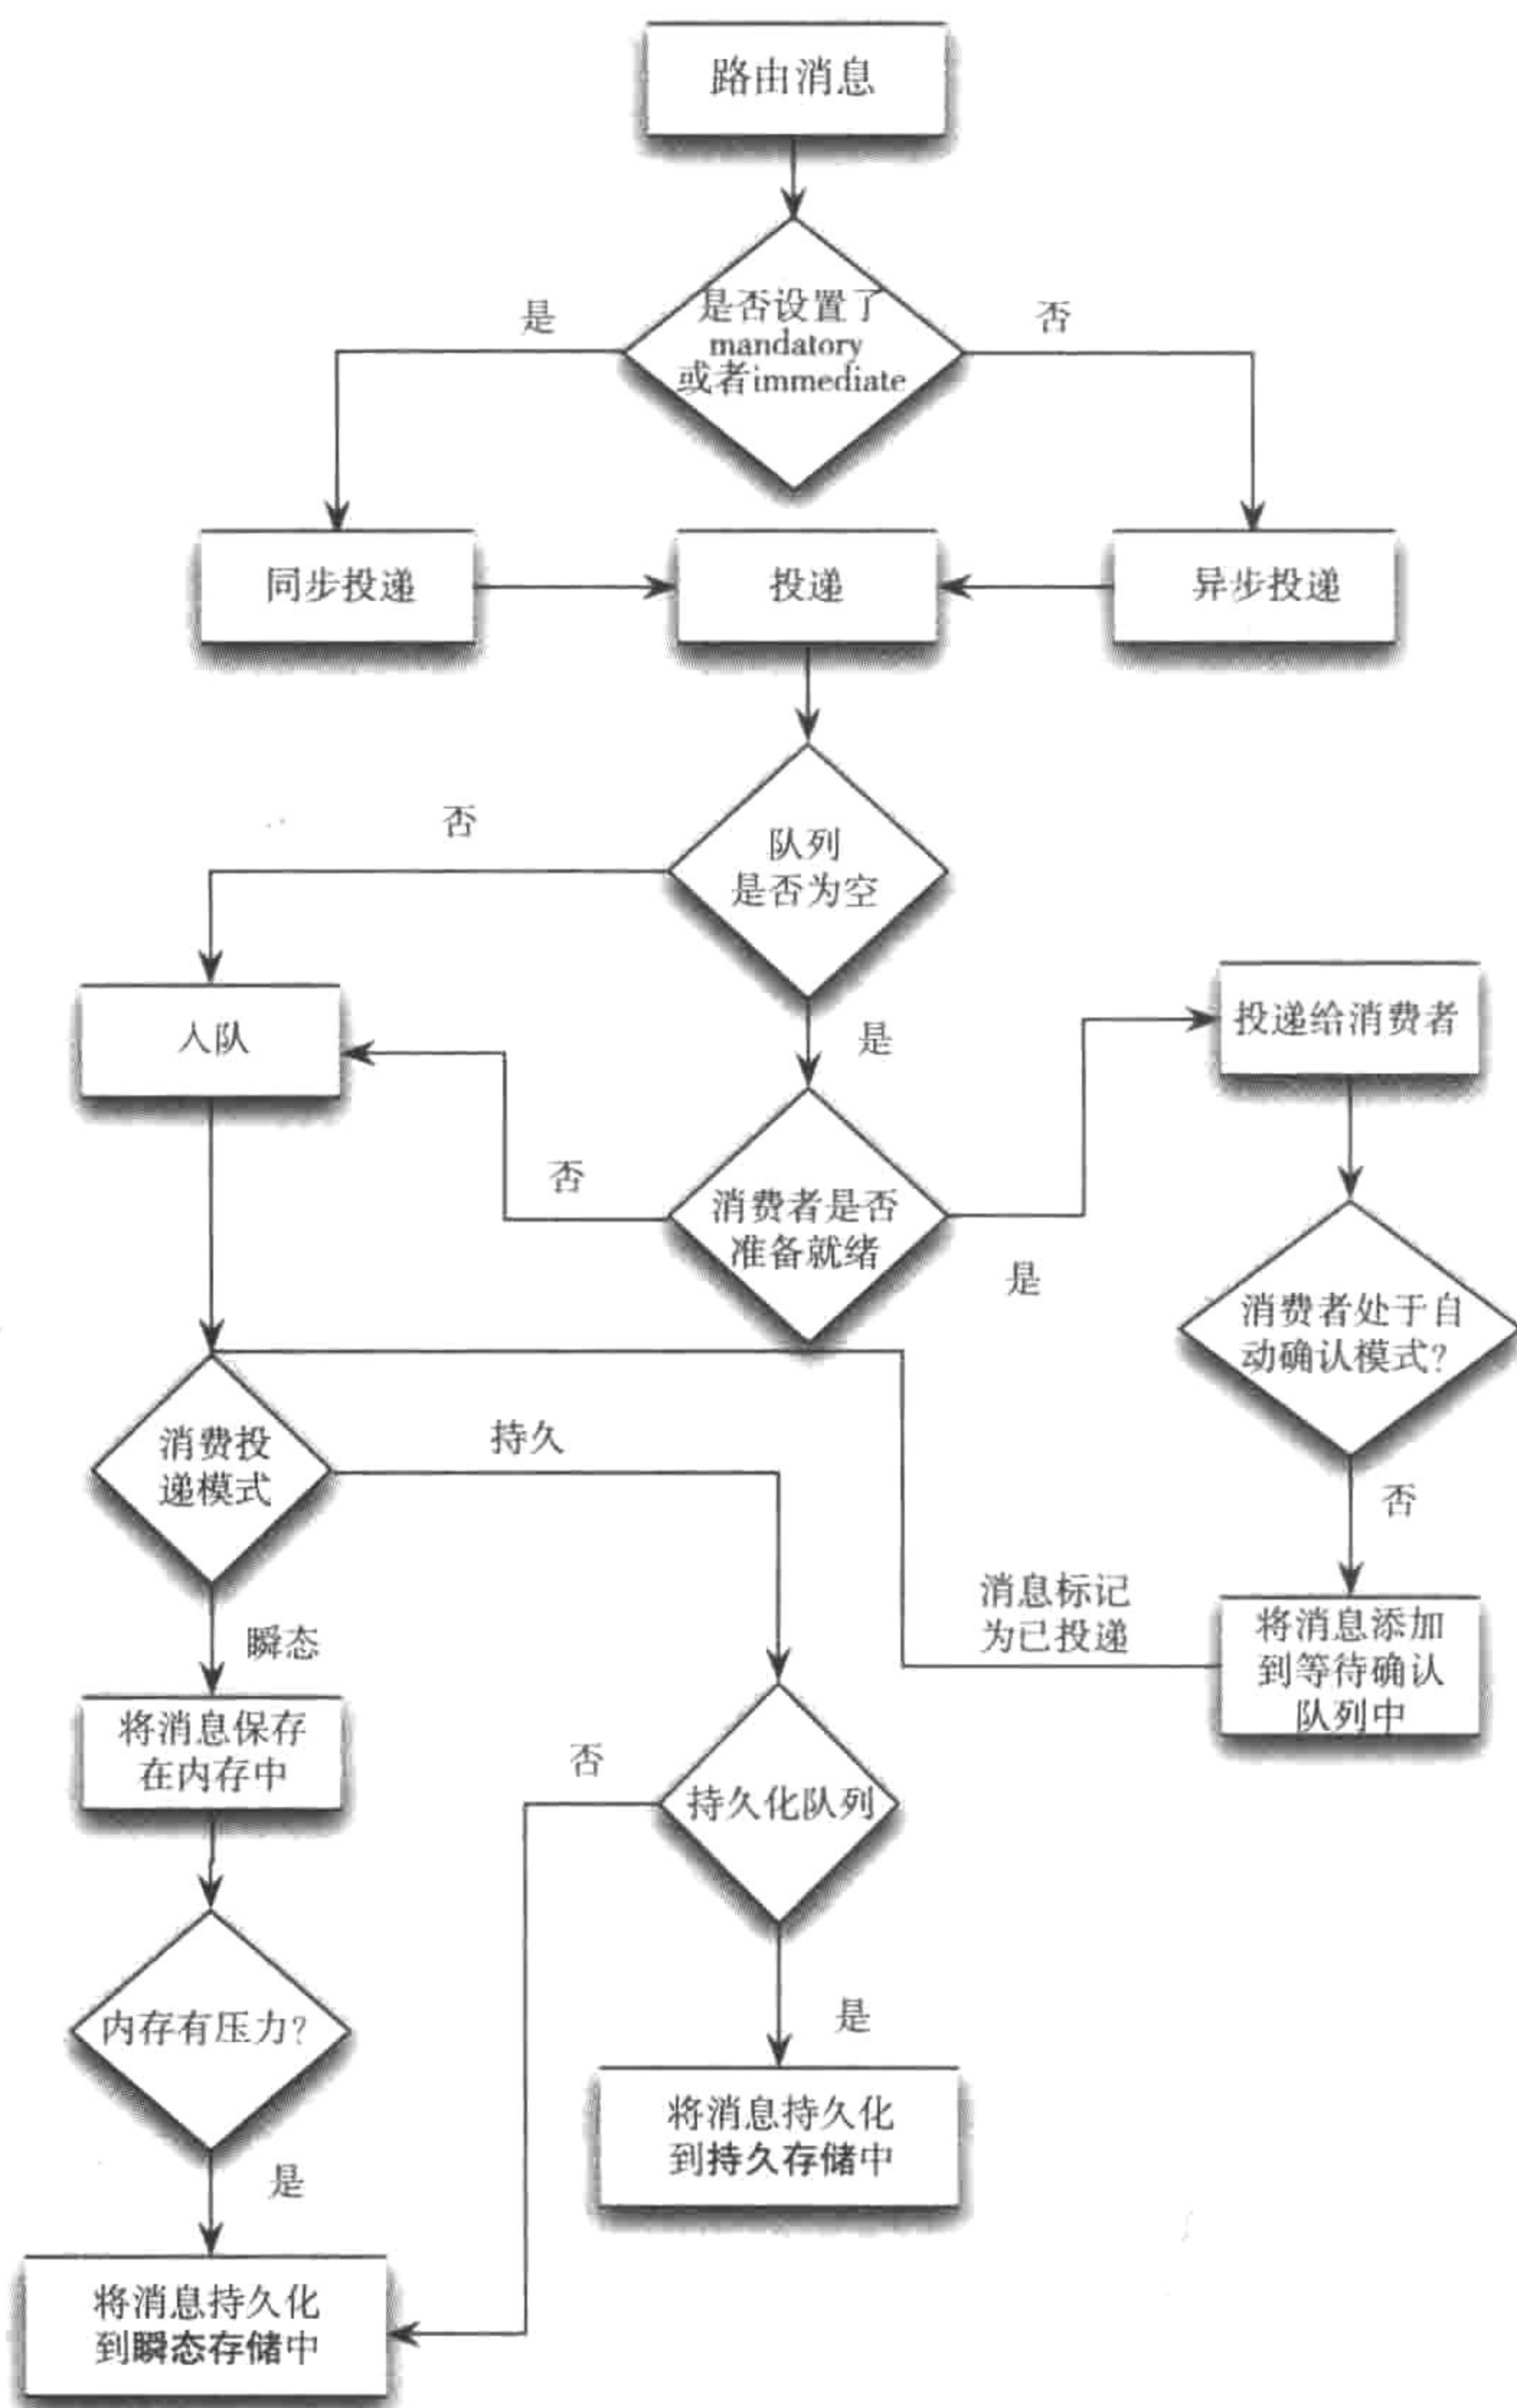 路由消息
是否设置了
mandatory
或者immediate
是
否
同步投递
投递
异步投递
队列
是否为空
否
是
入队
投递给消费者
消费者是否
准备就绪
否
是
消费者处于自
动确认模式？
否
消费投
递模式
持久
瞬态
消息标记
为已投递
将消息添加
到等待确认
队列中
将消息保存
在内存中
否
持久化队列
是
内存有压力？
是
将消息持久化
到持久存储中
将消息持久化
到瞬态存储中